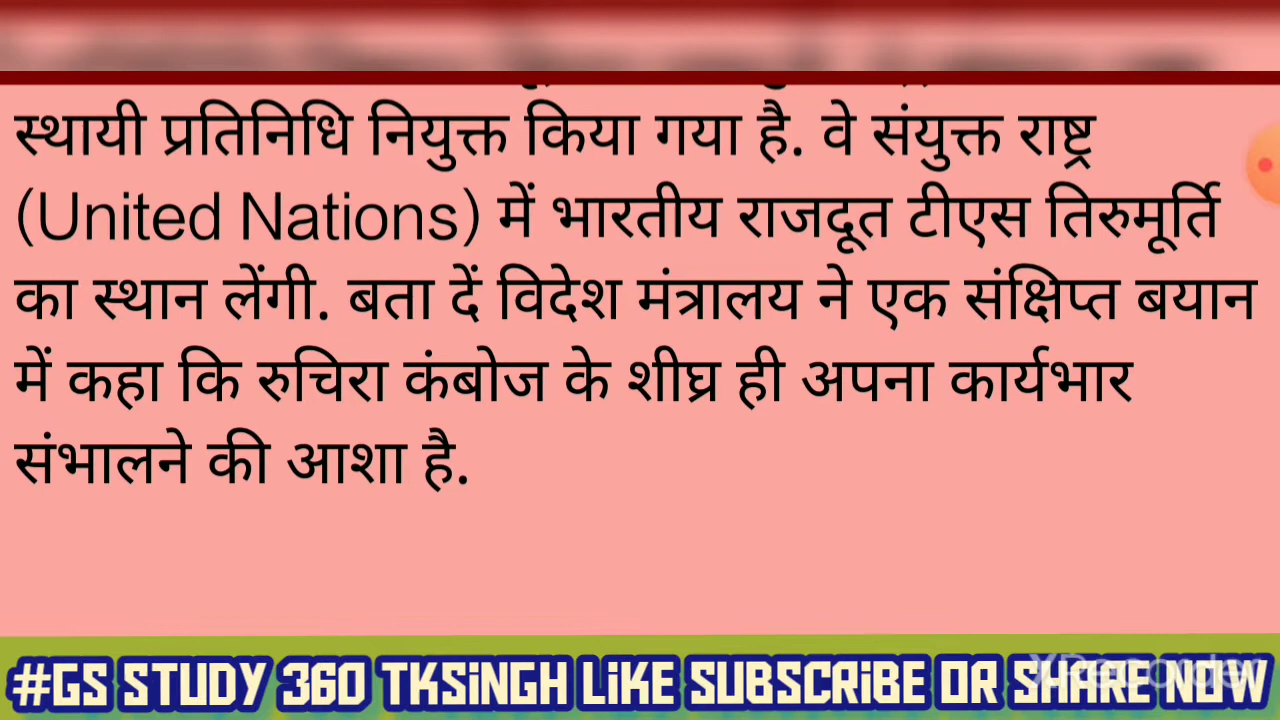 स्थायी प्रतिनिधि नियुक्त किया गया है. वे संयुक्त राष्ट्र
(United Nations) में भारतीय राजदूत टीएस तिरुमूर्ति
का स्थान लेंगी. बता दें विदेश मंत्रालय ने एक संक्षिप्त बयान
में कहा कि रुचिरा कंबोज के शीघ्र ही अपना कार्यभार
संभालने की आशा है.
#GS STUDY 360 TKSiNGH LiKE SUBSCRiBE OR SHARE NOW
XRecorder